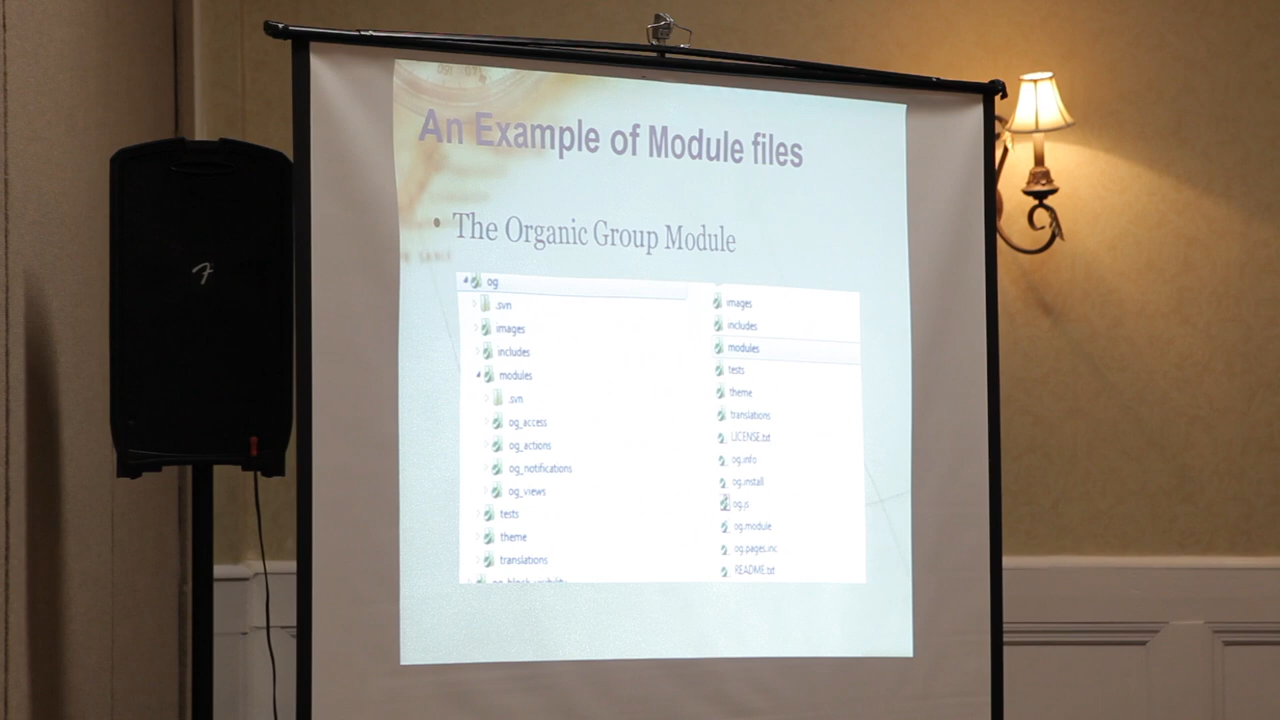 An Example of Module files
• The Organic Group Module
og
.svn
images
includes
modules
.svn
og_access
og_actions
og_notifications
og_views
tests
theme
translations
images
includes
modules
tests
theme
translations
LICENSE.txt
og.info
og.install
og.js
og.module
og.pages.inc
README.txt